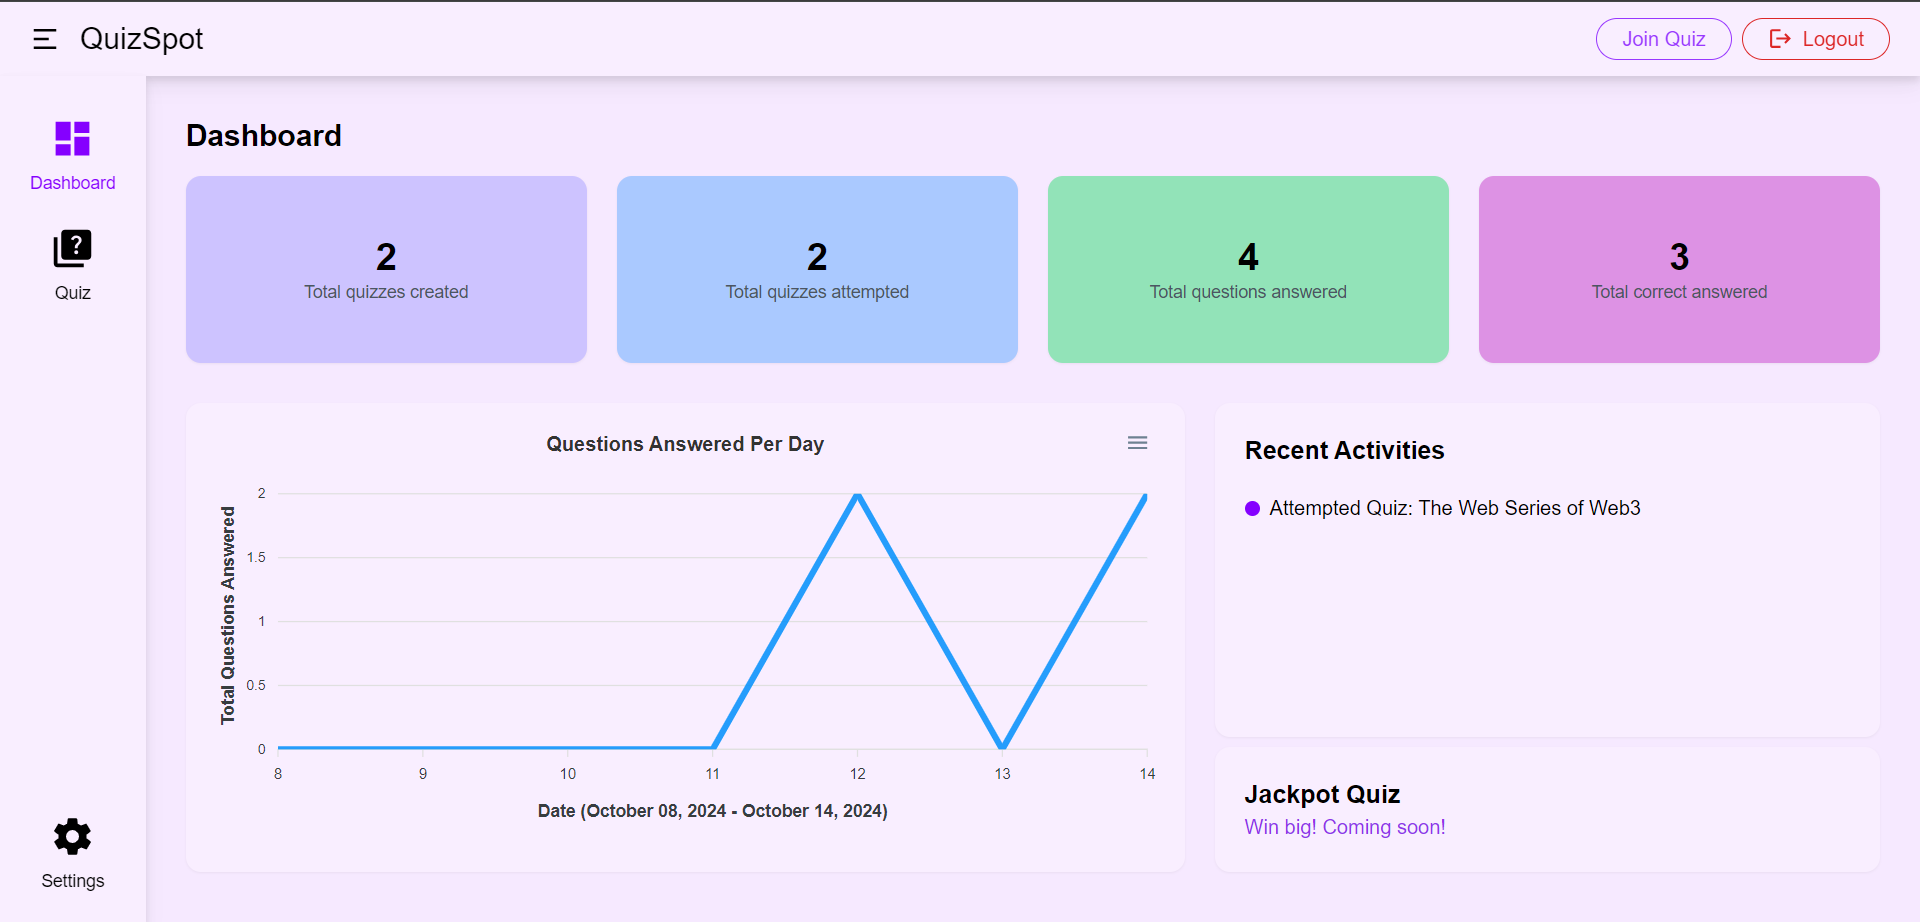 QuizSpot
Join Quiz
Logout
Dashboard
Quiz
Settings
Dashboard
2
Total quizzes created
2
Total quizzes attempted
4
Total questions answered
3
Total correct answered
Questions Answered Per Day
Total Questions Answered
2
1.5
1
0.5
0
8 9 10 11 12 13 14
Date (October 08, 2024 - October 14, 2024)
Recent Activities
Attempted Quiz: The Web Series of Web3
Jackpot Quiz
Win big! Coming soon!